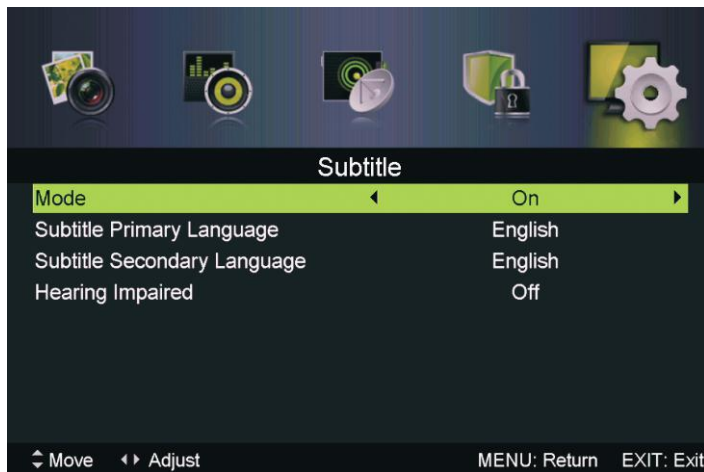 Subtitle
Mode On
Subtitle Primary Language English
Subtitle Secondary Language English
Hearing Impaired Off
Move Adjust MENU: Return EXIT: Exit